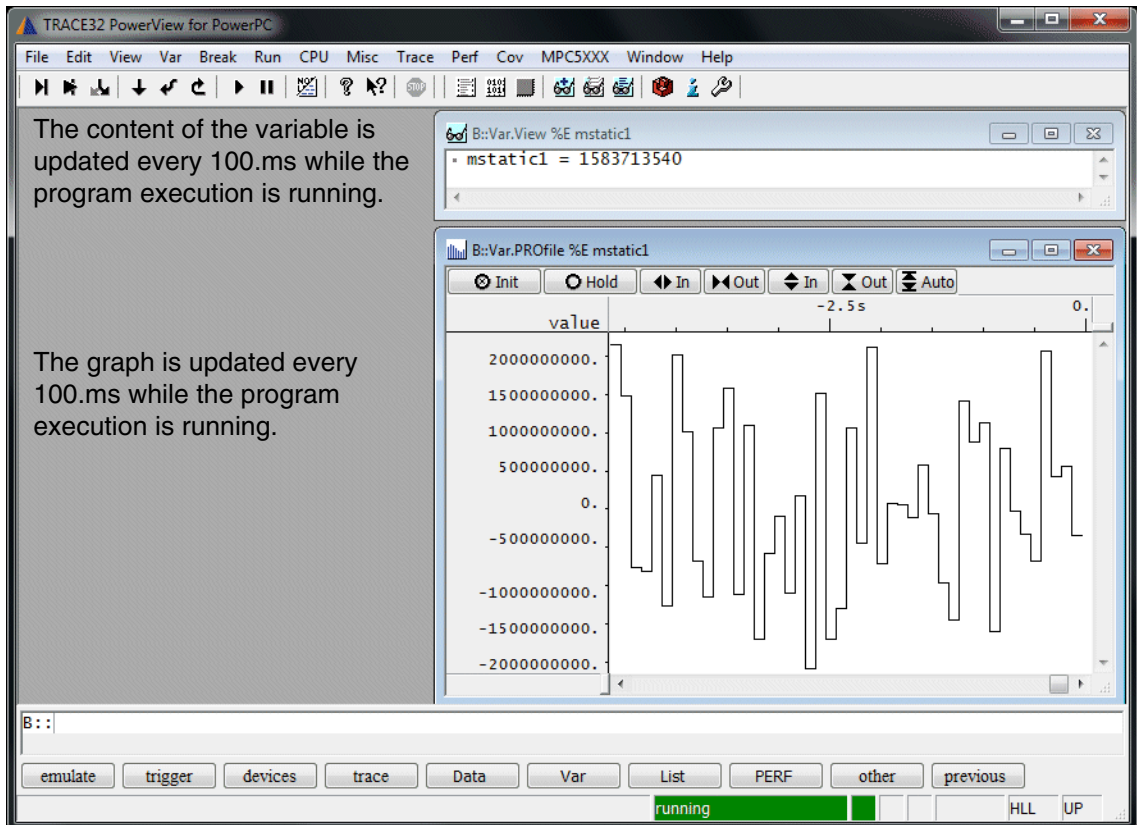 TRACE32 PowerView for PowerPC
File Edit View Var Break Run CPU Misc Trace Perf Cov MPC5XXX Window Help
STOP
The content of the variable is
updated every 100.ms while the
program execution is running.
B::Var.View %E mstatic1
mstatic1 = 1583713540
The graph is updated every
100.ms while the program
execution is running.
B::Var.PROfile %E mstatic1
Init Hold In Out In Out Auto
-2.5s 0.
value
2000000000.
1500000000.
1000000000.
500000000.
0.
-500000000.
-1000000000.
-1500000000.
-2000000000.
B::
emulate trigger devices trace Data Var List PERF other previous
running HLL UP